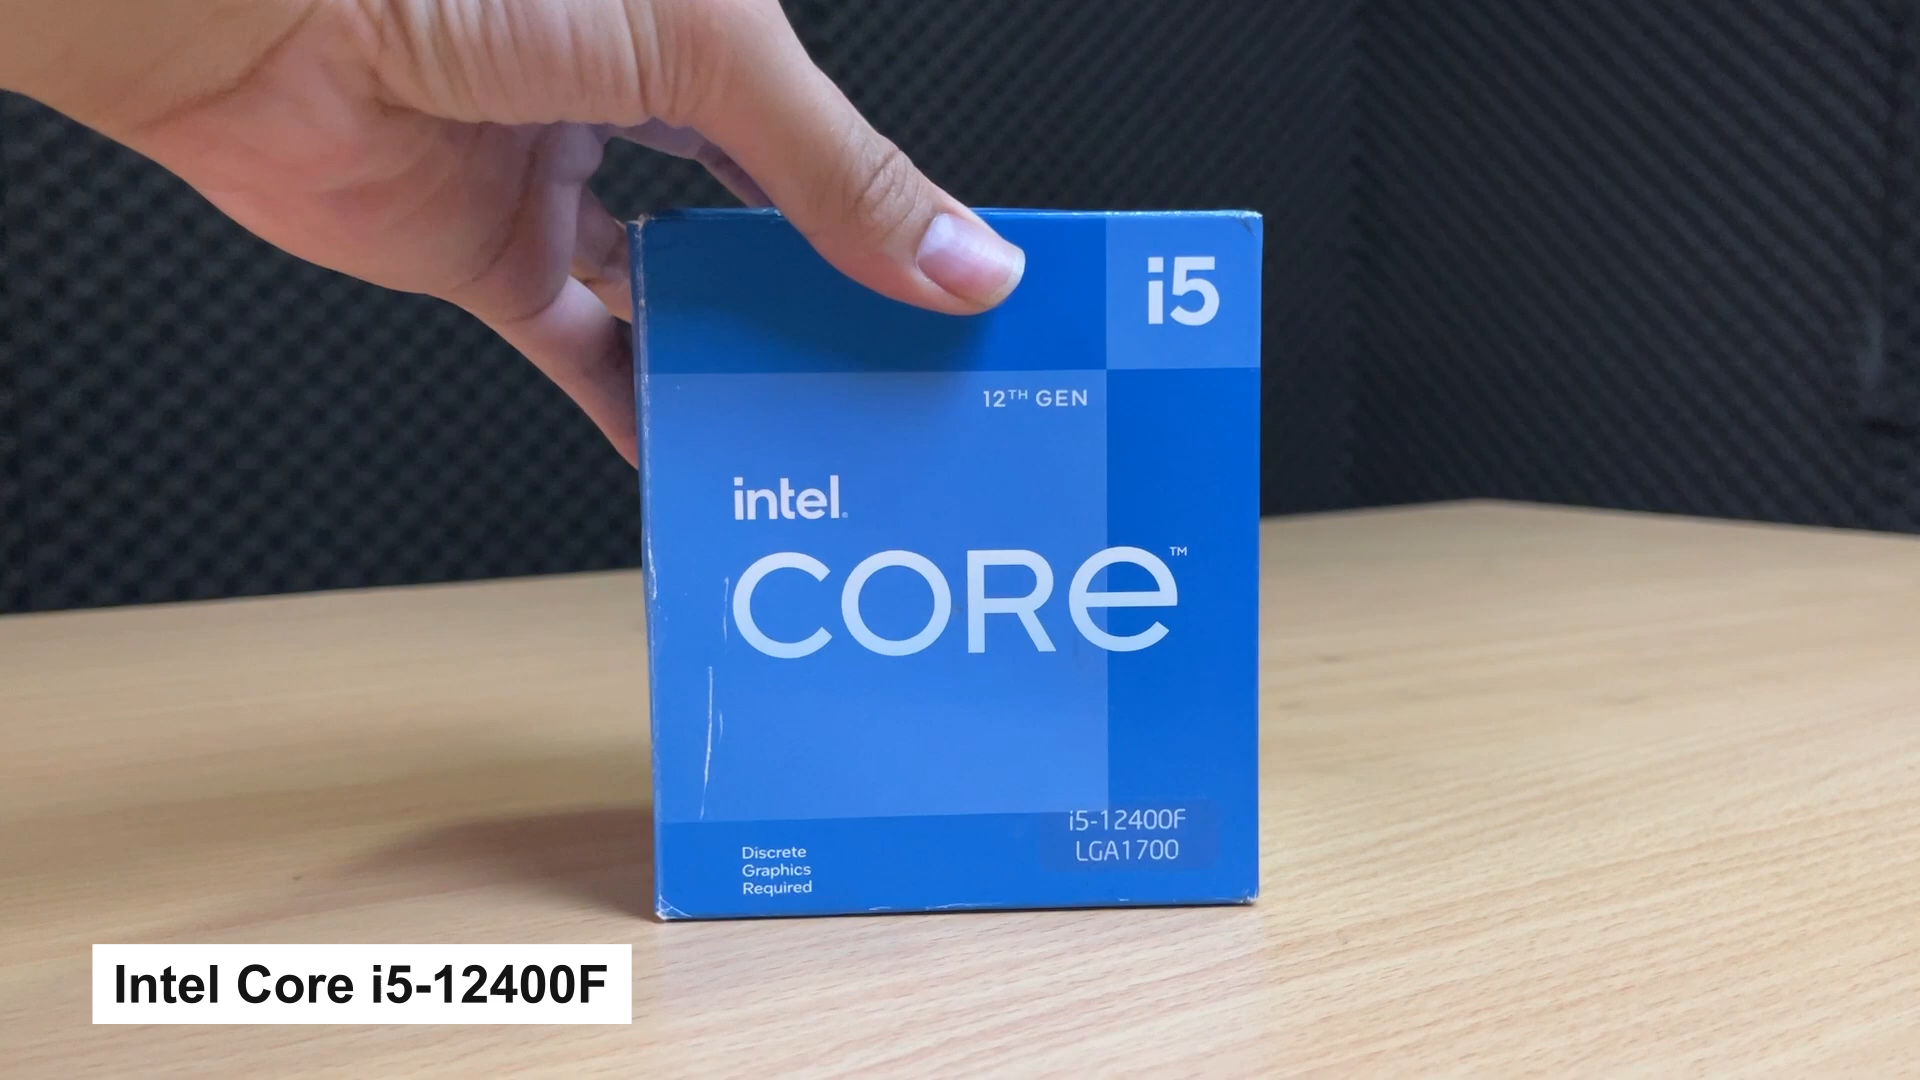 i5
12TH GEN
intel.
CORE™
i5-12400F
LGA1700
Discrete
Graphics
Required
Intel Core i5-12400F